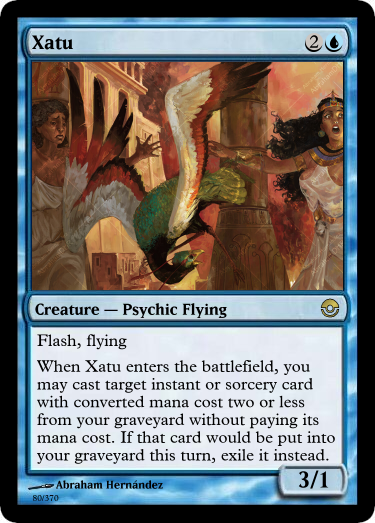 Xatu 2
Creature — Psychic Flying
Flash, flying
When Xatu enters the battlefield, you
may cast target instant or sorcery card
with converted mana cost two or less
from your graveyard without paying its
mana cost. If that card would be put into
your graveyard this turn, exile it instead.
3/1
Abraham Hernández
80/370